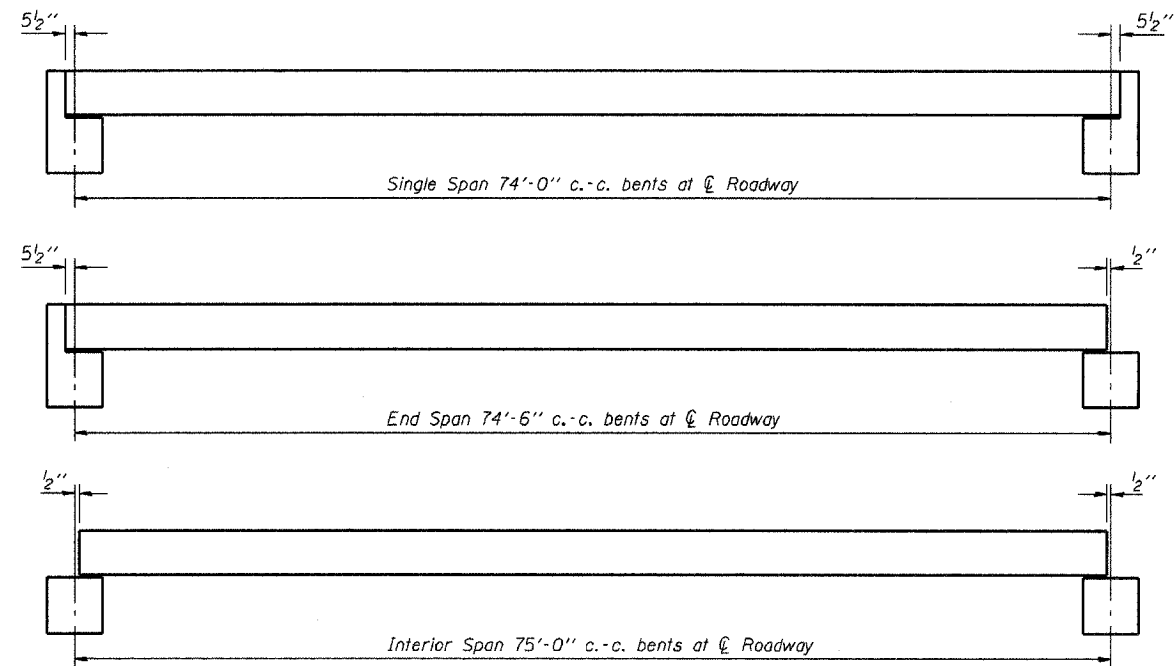 5½" 5½"
Single Span 74'-0" c.-c. bents at ℄ Roadway
5½" ½"
End Span 74'-6" c.-c. bents at ℄ Roadway
½" ½"
Interior Span 75'-0" c.-c. bents at ℄ Roadway